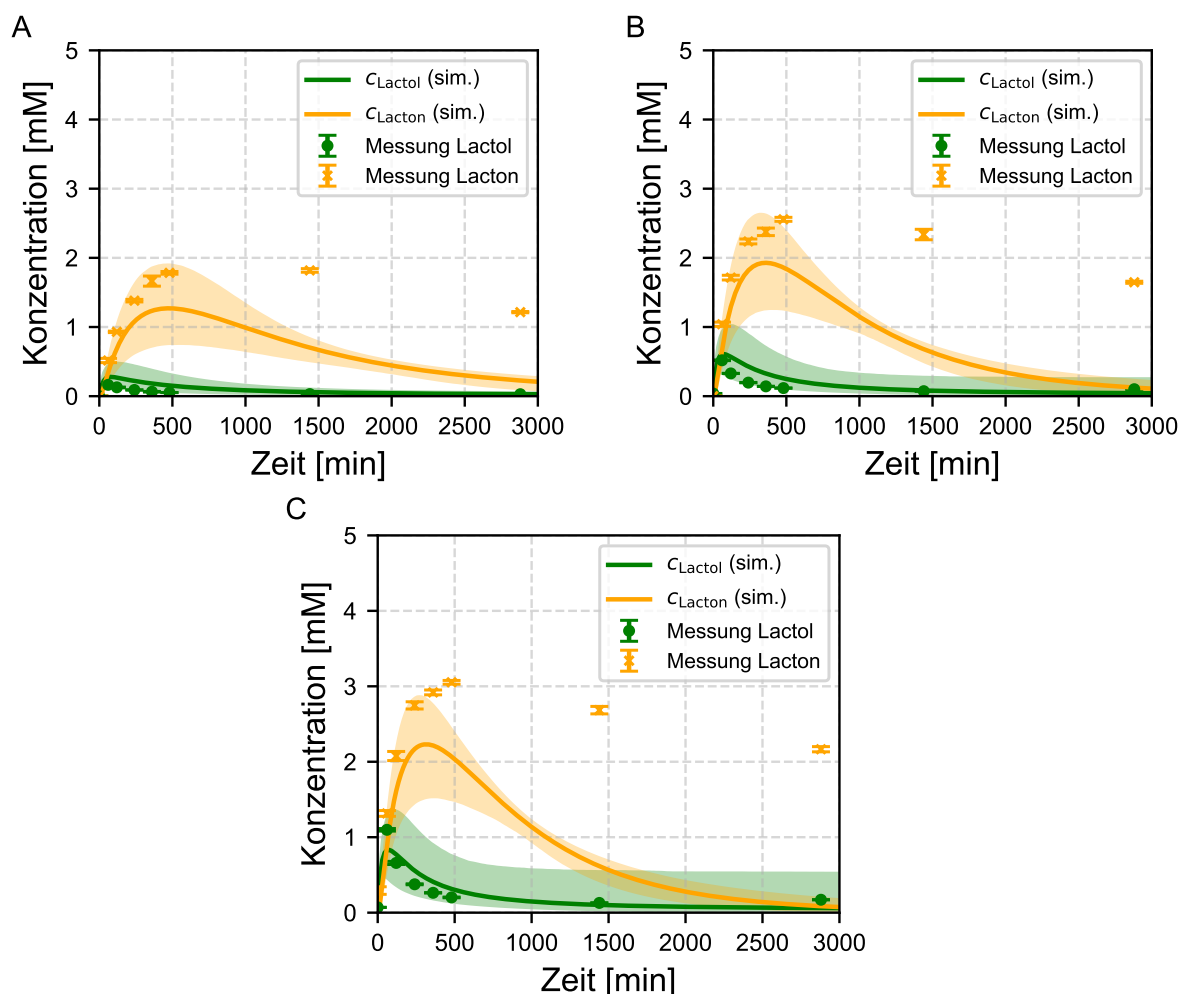 A
5
4
3
2
1
0
Konzentration [mM]
c_Lactol (sim.)
c_Lacton (sim.)
Messung Lactol
Messung Lacton
0 500 1000 1500 2000 2500 3000
Zeit [min]
B
5
4
3
2
1
0
Konzentration [mM]
c_Lactol (sim.)
c_Lacton (sim.)
Messung Lactol
Messung Lacton
0 500 1000 1500 2000 2500 3000
Zeit [min]
C
5
4
3
2
1
0
Konzentration [mM]
c_Lactol (sim.)
c_Lacton (sim.)
Messung Lactol
Messung Lacton
0 500 1000 1500 2000 2500 3000
Zeit [min]